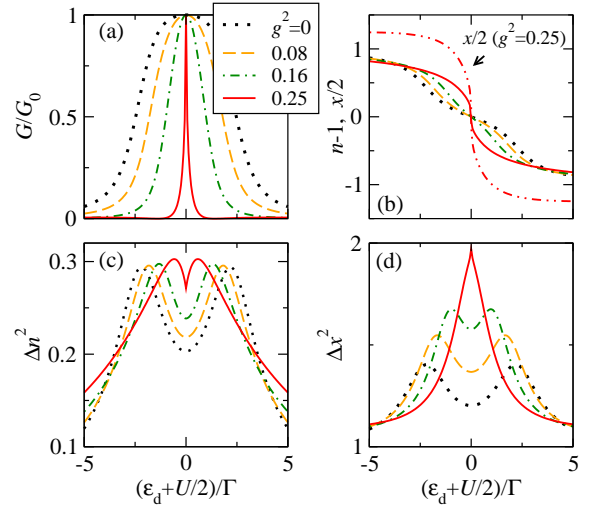 (a)
g²=0
0.08
0.16
0.25
G/G₀
1
0.5
0
x/2 (g²=0.25)
n-1, x/2
1
0
-1
(b)
(c)
Δn²
0.3
0.2
0.1
-5
0
5
(ε_d+U/2)/Γ
(d)
Δx²
2
1
-5
0
5
(ε_d+U/2)/Γ